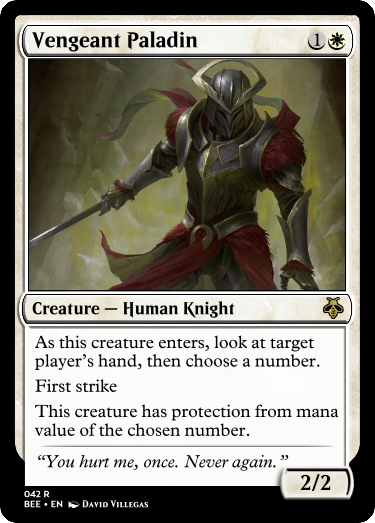 Vengeant Paladin 1
Creature — Human Knight
As this creature enters, look at target
player's hand, then choose a number.
First strike
This creature has protection from mana
value of the chosen number.
“You hurt me, once. Never again.”
2/2
042 R
BEE • EN David Villegas